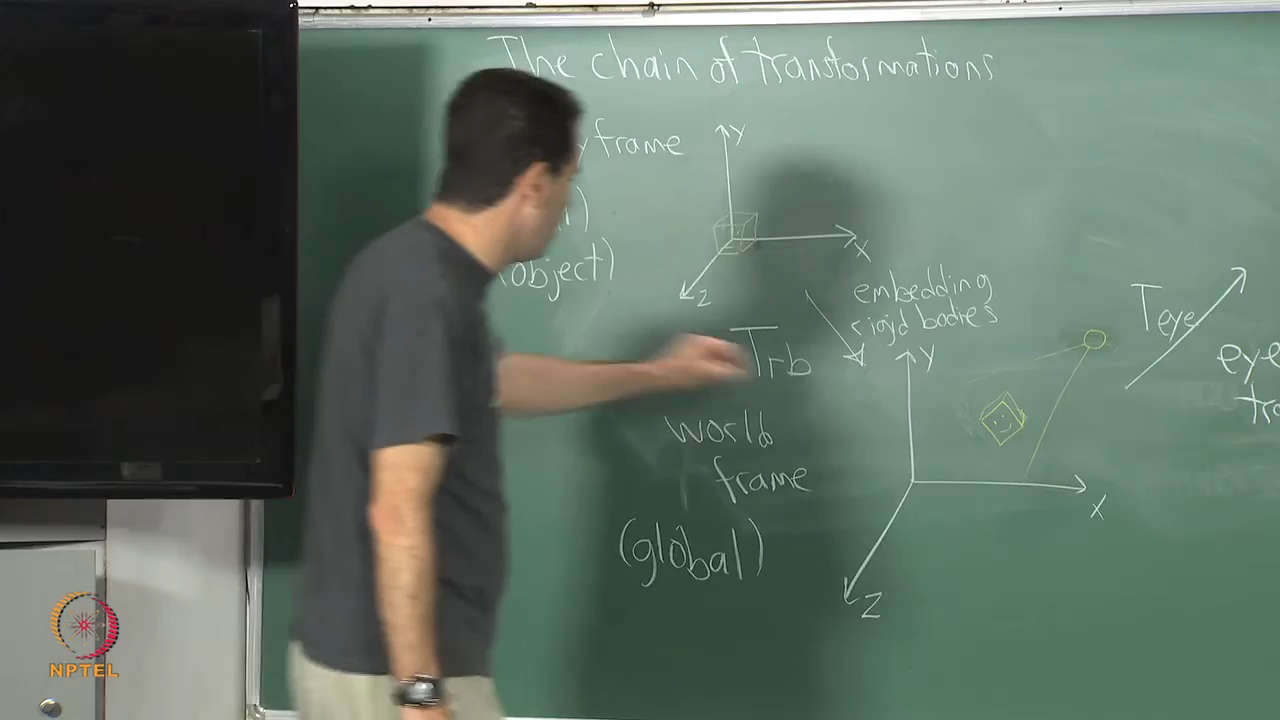 The chain of transformations
frame
Y
X
Z
(object)
embedding
rigid bodies
Trb
Teye
eye
world
frame
(global)
Y
X
Z
NPTEL